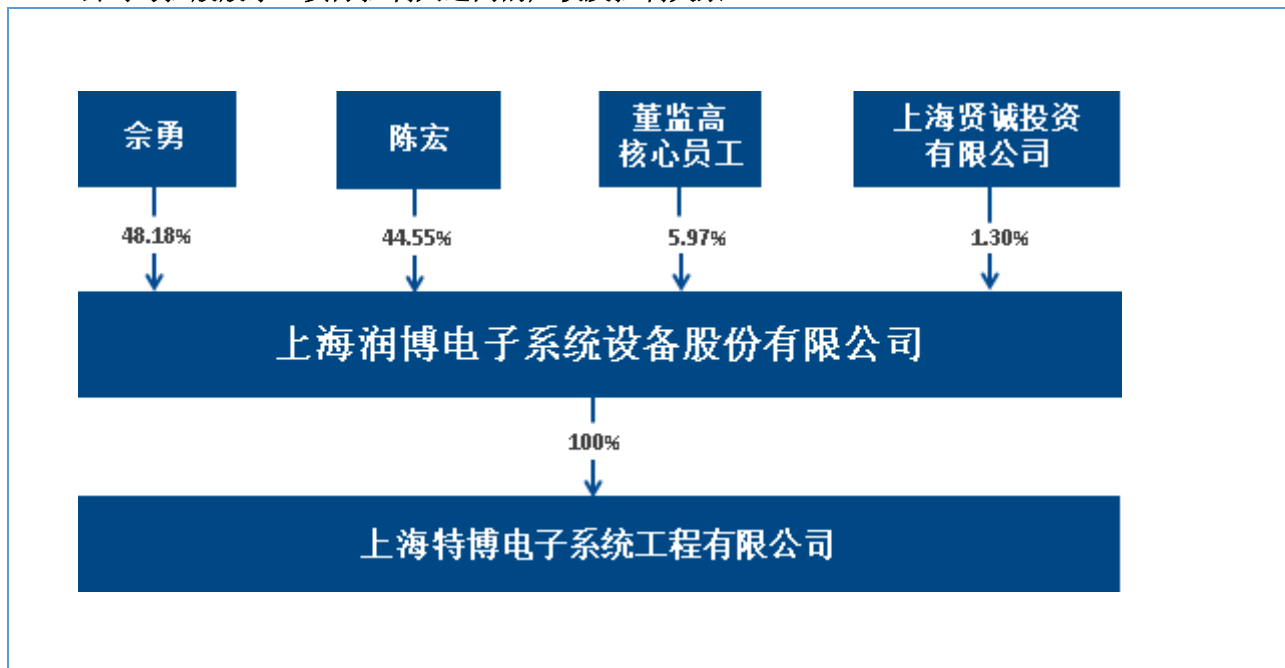 佘勇
陈宏
董监高
核心员工
上海贤诚投资
有限公司
48.18%
44.55%
5.97%
1.30%
上海润博电子系统设备股份有限公司
100%
上海特博电子系统工程有限公司